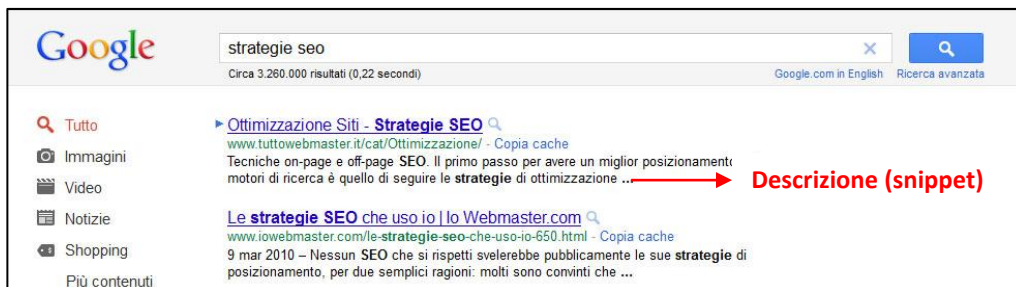 Google
strategie seo
Circa 3.260.000 risultati (0,22 secondi)
Google.com in English Ricerca avanzata
Tutto
Immagini
Video
Notizie
Shopping
Più contenuti
Ottimizzazione Siti - Strategie SEO
www.tuttowebmaster.it/cat/Ottimizzazione/ - Copia cache
Tecniche on-page e off-page SEO. Il primo passo per avere un miglior posizionamento
motori di ricerca è quello di seguire le strategie di ottimizzazione ...
Descrizione (snippet)
Le strategie SEO che uso io | Io Webmaster.com
www.iowebmaster.com/le-strategie-seo-che-uso-io-650.html - Copia cache
9 mar 2010 – Nessun SEO che si rispetti svelerebbe pubblicamente le sue strategie di
posizionamento, per due semplici ragioni: molti sono convinti che ...